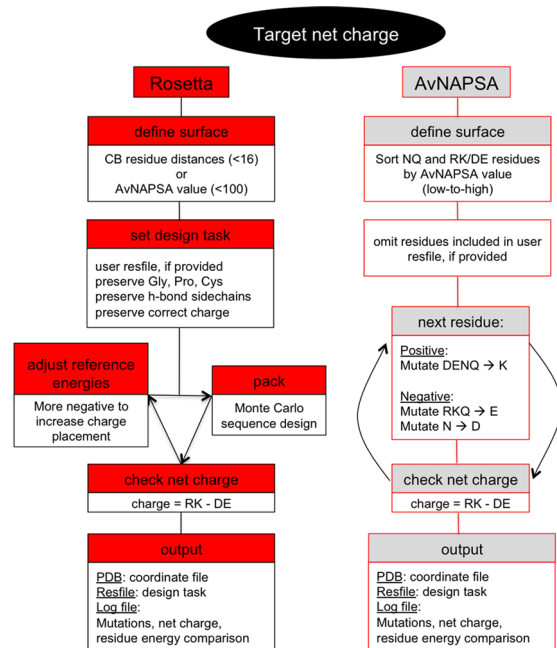 Target net charge
Rosetta
define surface
CB residue distances (<16)
or
AvNAPSA value (<100)
set design task
user resfile, if provided
preserve Gly, Pro, Cys
preserve h-bond sidechains
preserve correct charge
adjust reference
energies
More negative to
increase charge
placement
pack
Monte Carlo
sequence design
check net charge
charge = RK - DE
output
PDB: coordinate file
Resfile: design task
Log file:
Mutations, net charge,
residue energy comparison
AvNAPSA
define surface
Sort NQ and RK/DE residues
by AvNAPSA value
(low-to-high)
omit residues included in user
resfile, if provided
next residue:
Positive:
Mutate DENQ → K
Negative:
Mutate RKQ → E
Mutate N → D
check net charge
charge = RK - DE
output
PDB: coordinate file
Resfile: design task
Log file:
Mutations, net charge,
residue energy comparison